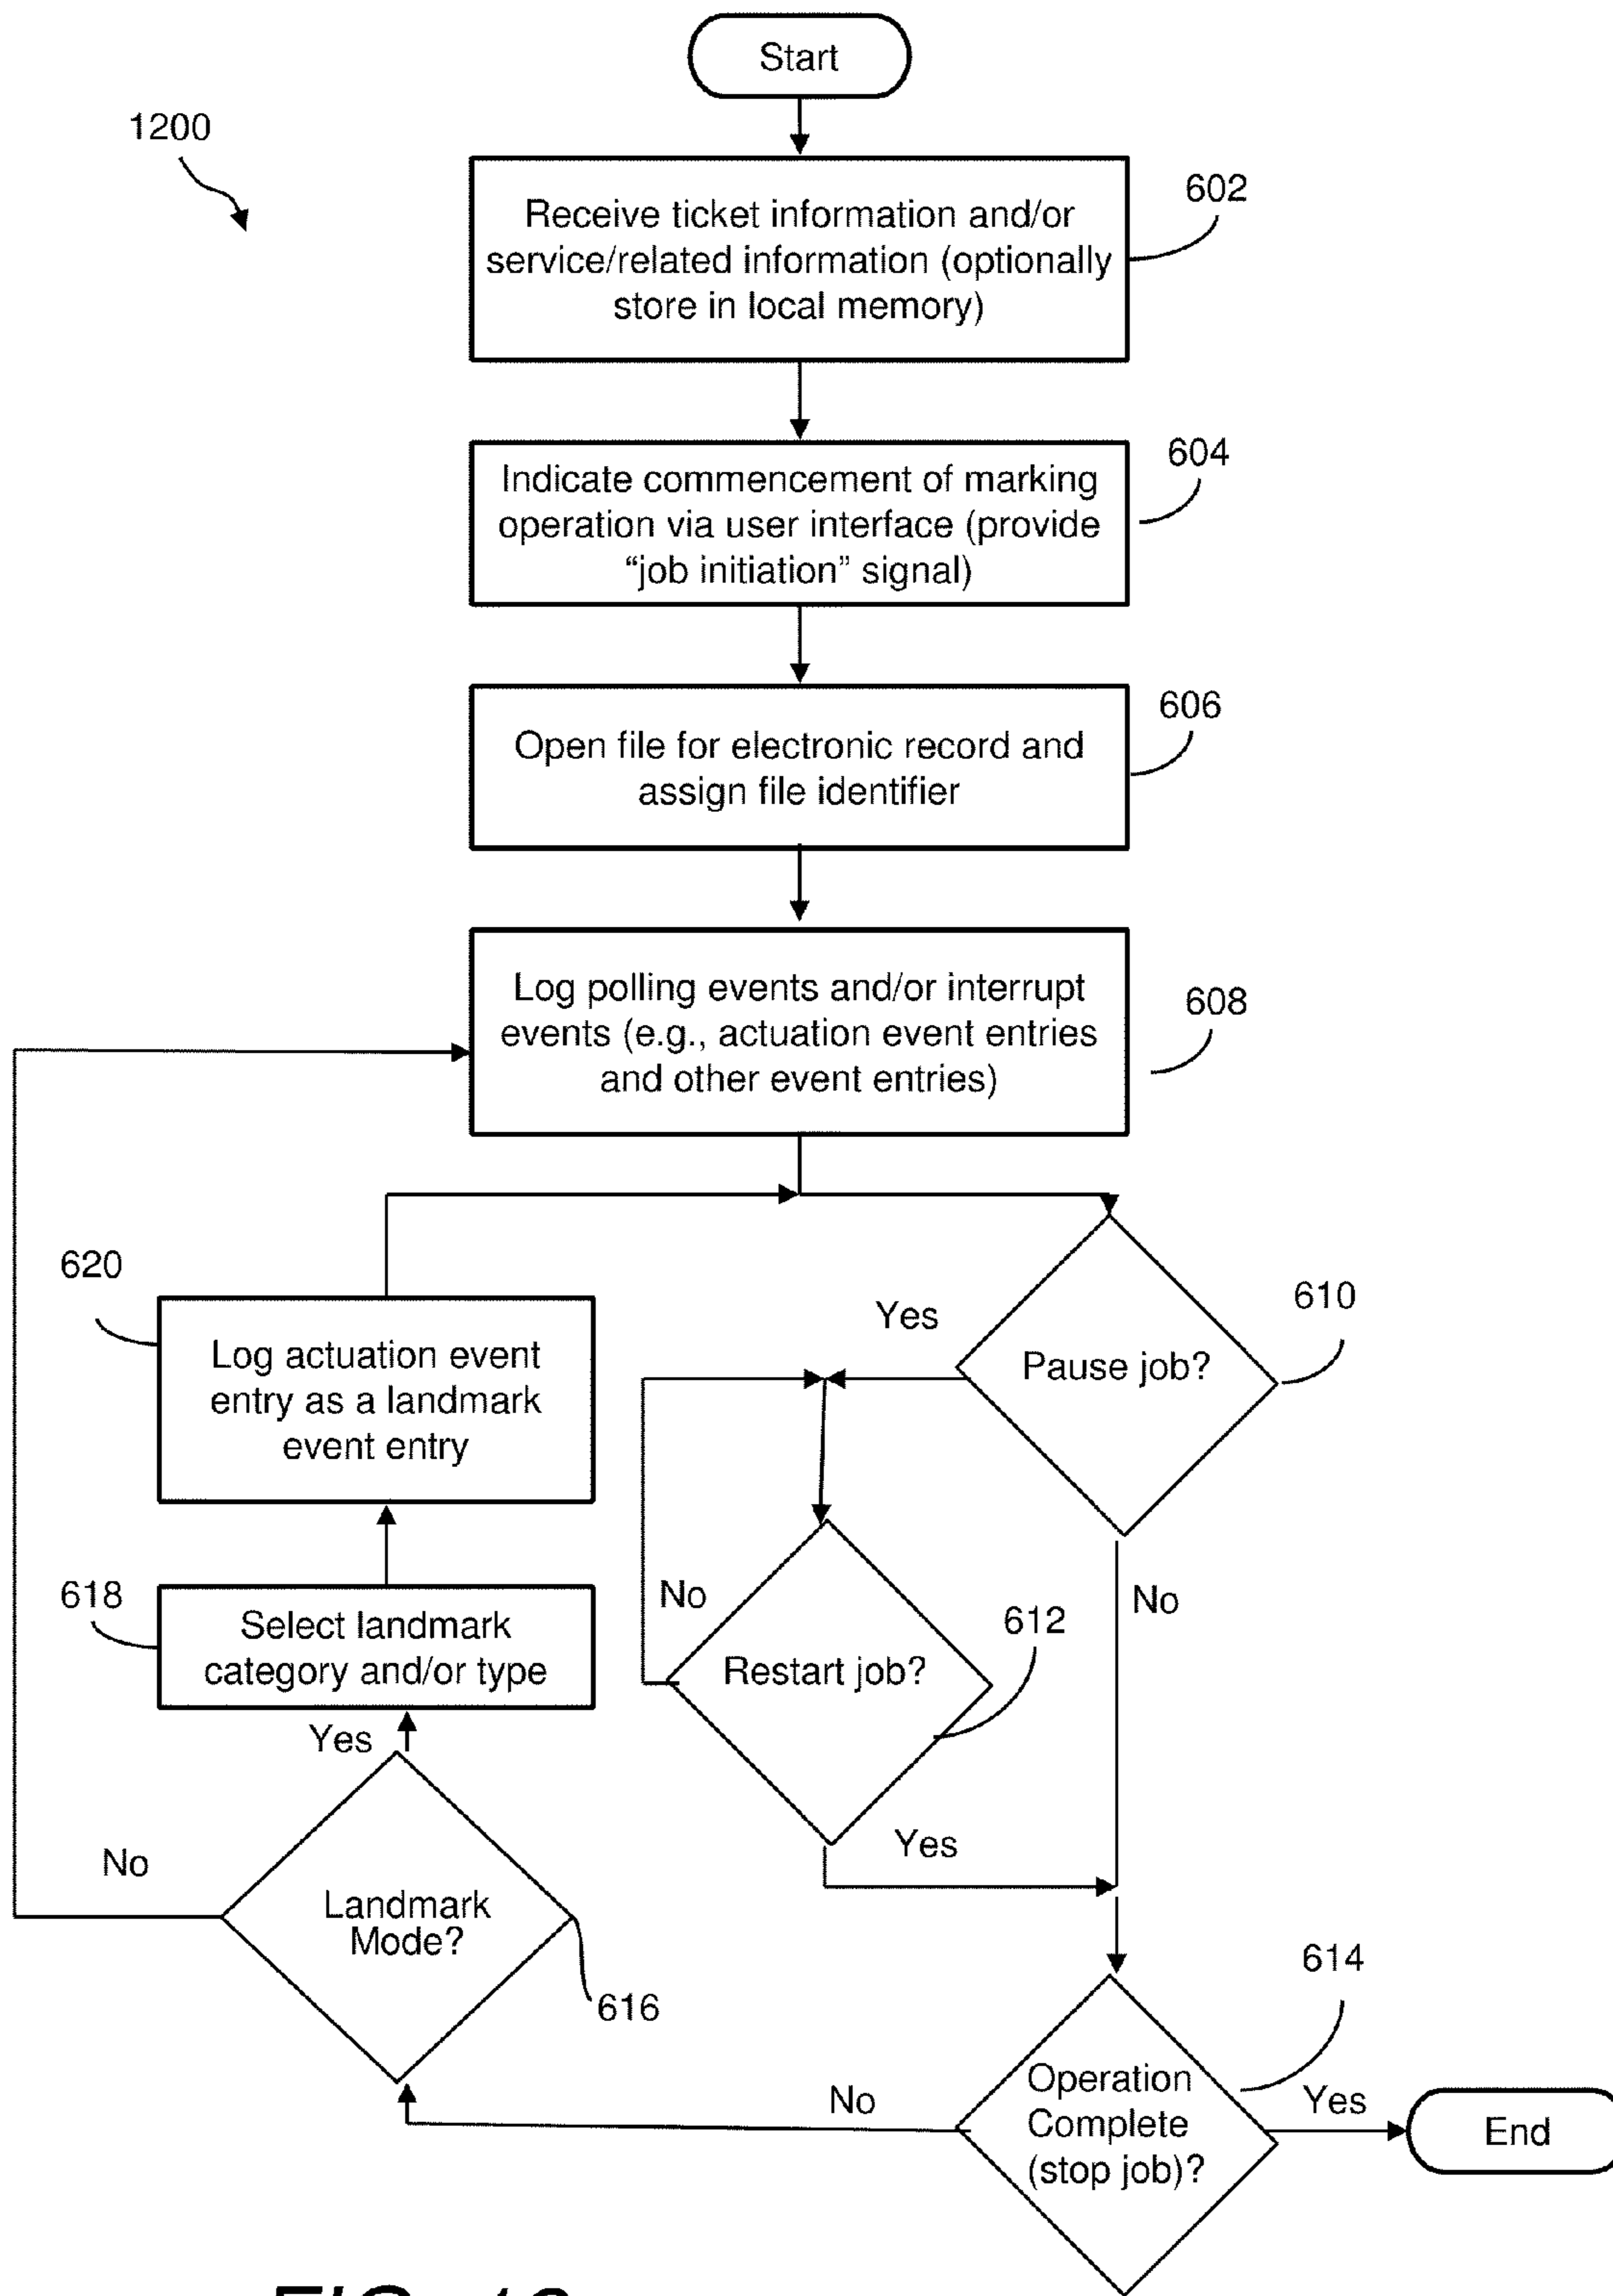 Start
1200
602
Receive ticket information and/or
service/related information (optionally
store in local memory)
604
Indicate commencement of marking
operation via user interface (provide
“job initiation” signal)
606
Open file for electronic record and
assign file identifier
608
Log polling events and/or interrupt
events (e.g., actuation event entries
and other event entries)
620
610
Yes
Log actuation event
entry as a landmark
event entry
Pause job?
618
No
No
612
Select landmark
category and/or type
Restart job?
Yes
Yes
No
Landmark
Mode?
616
614
No
Operation
Complete
(stop job)?
Yes
End